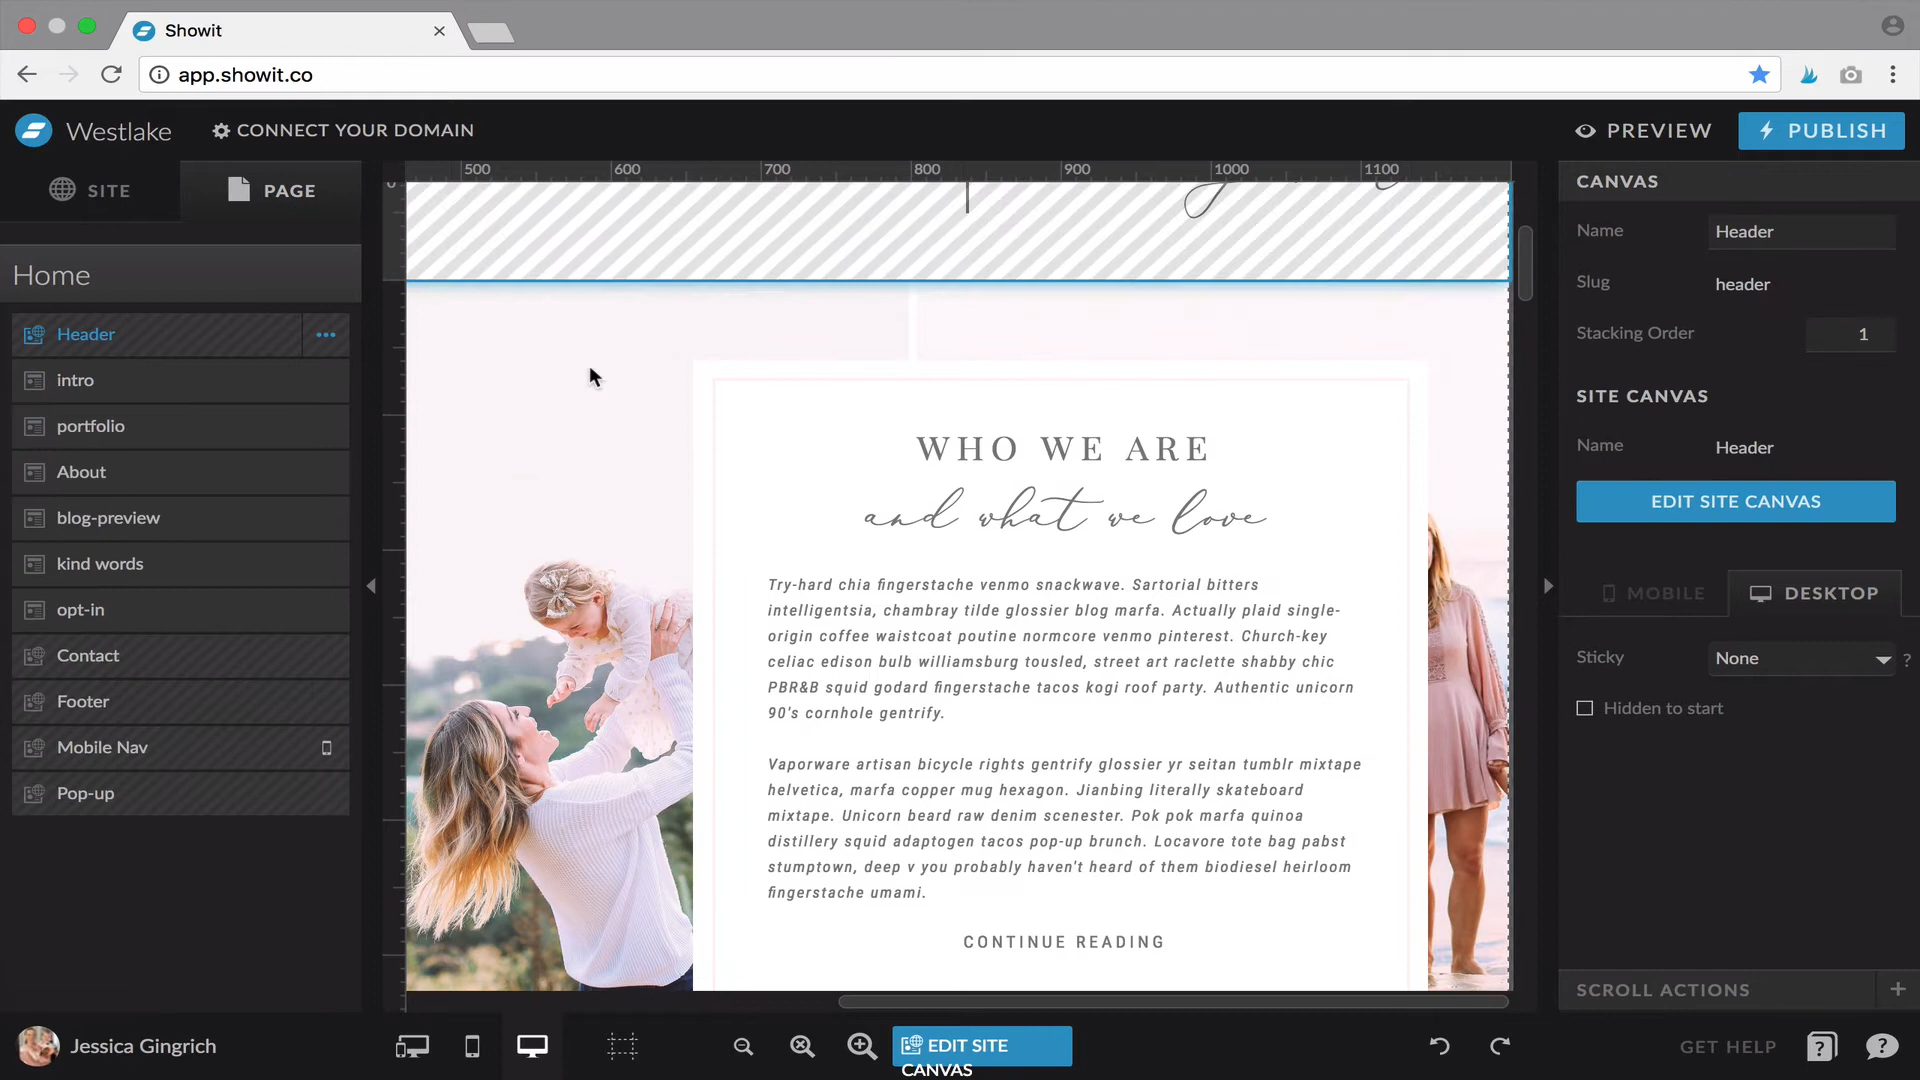 Showit
app.showit.co
Westlake
CONNECT YOUR DOMAIN
PREVIEW
PUBLISH
SITE
PAGE
500
600
700
800
900
1000
1100
0
CANVAS
Name
Header
Slug
header
Stacking Order
1
SITE CANVAS
Name
Header
EDIT SITE CANVAS
MOBILE
DESKTOP
Sticky
None
?
Hidden to start
SCROLL ACTIONS
+
Home
Header
intro
portfolio
About
blog-preview
kind words
opt-in
Contact
Footer
Mobile Nav
Pop-up
WHO WE ARE
and what we love
Try-hard chia fingerstache venmo snackwave. Sartorial bitters
intelligentsia, chambray tilde glossier blog marfa. Actually plaid single-
origin coffee waistcoat poutine normcore venmo pinterest. Church-key
celiac edison bulb williamsburg tousled, street art raclette shabby chic
PBR&B squid godard fingerstache tacos kogi roof party. Authentic unicorn
90's cornhole gentrify.
Vaporware artisan bicycle rights gentrify glossier yr seitan tumblr mixtape
helvetica, marfa copper mug hexagon. Jianbing literally skateboard
mixtape. Unicorn beard raw denim scenester. Pok pok marfa quinoa
distillery squid adaptogen tacos pop-up brunch. Locavore tote bag pabst
stumptown, deep v you probably haven't heard of them biodiesel heirloom
fingerstache umami.
CONTINUE READING
Jessica Gingrich
EDIT SITE
CANVAS
GET HELP
?
?